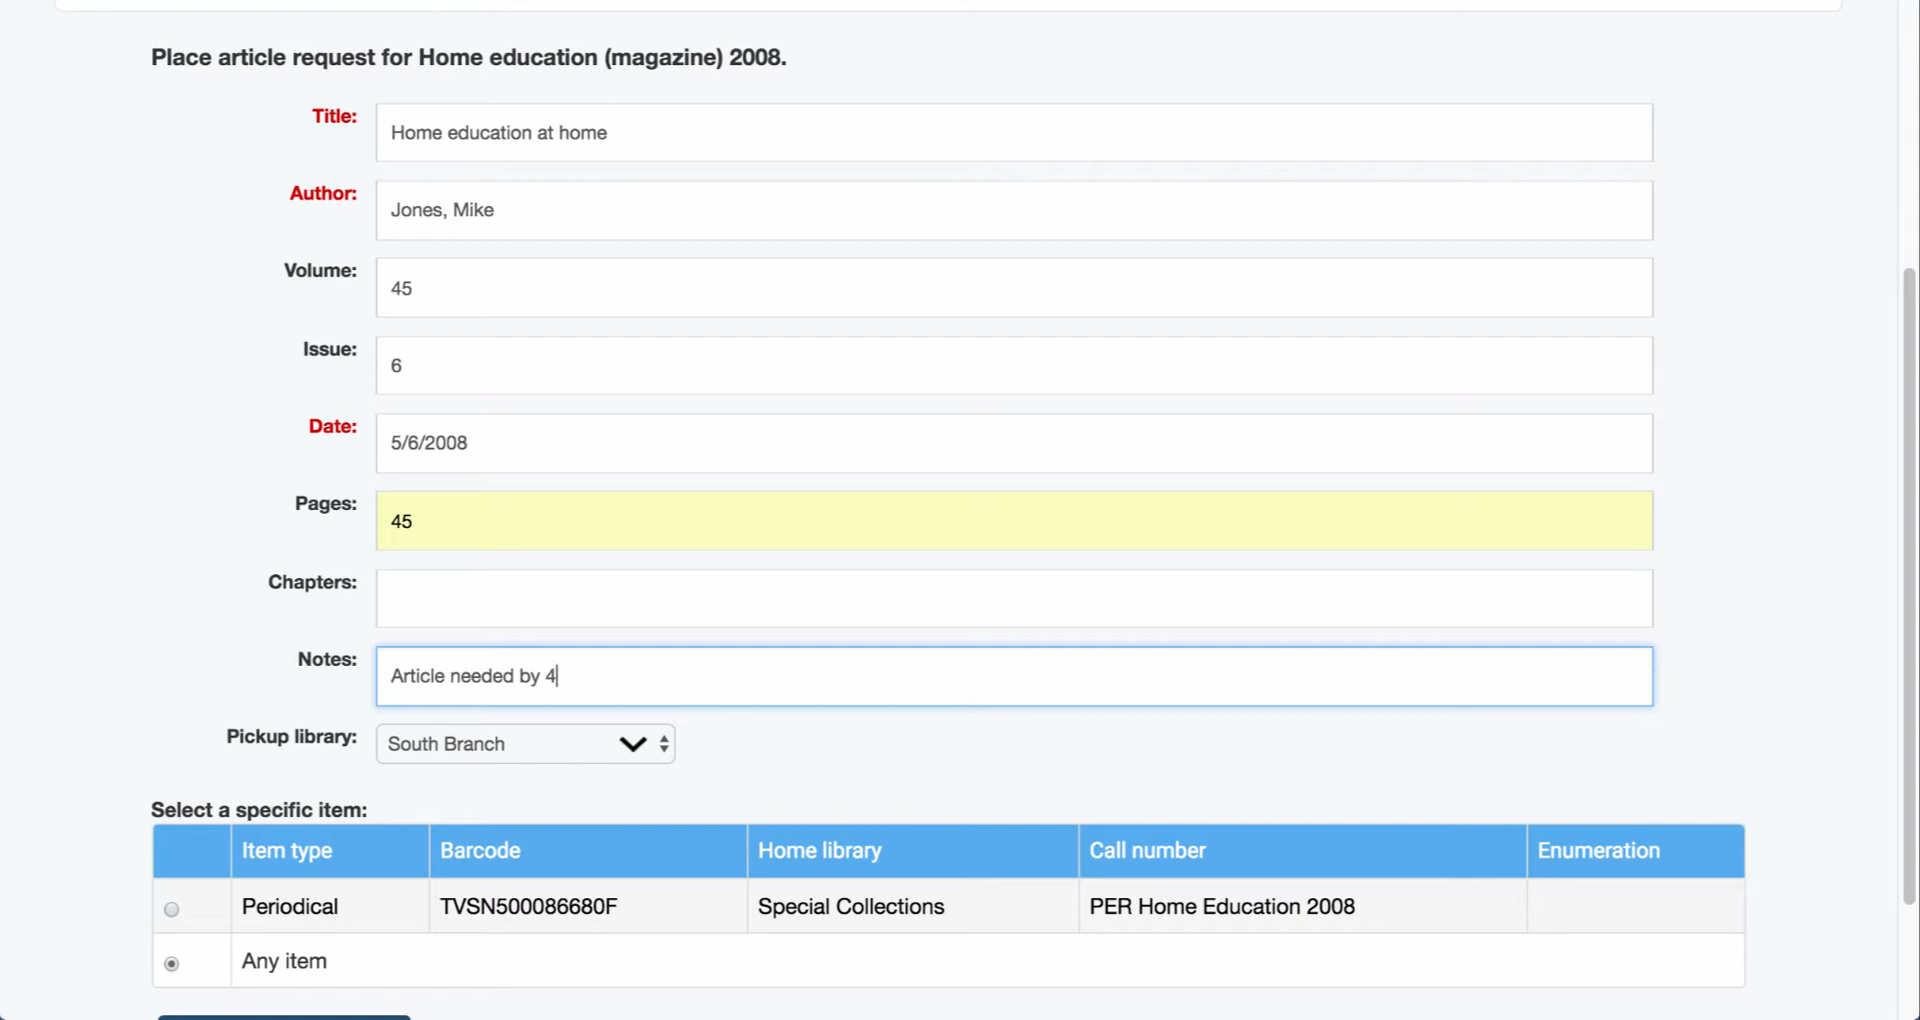 Place article request for Home education (magazine) 2008.
Title:
Home education at home
Author:
Jones, Mike
Volume:
45
Issue:
6
Date:
5/6/2008
Pages:
45
Chapters:
Notes:
Article needed by 4
Pickup library:
South Branch
Select a specific item:
Item type Barcode Home library Call number Enumeration
Periodical TVSN500086680F Special Collections PER Home Education 2008
Any item